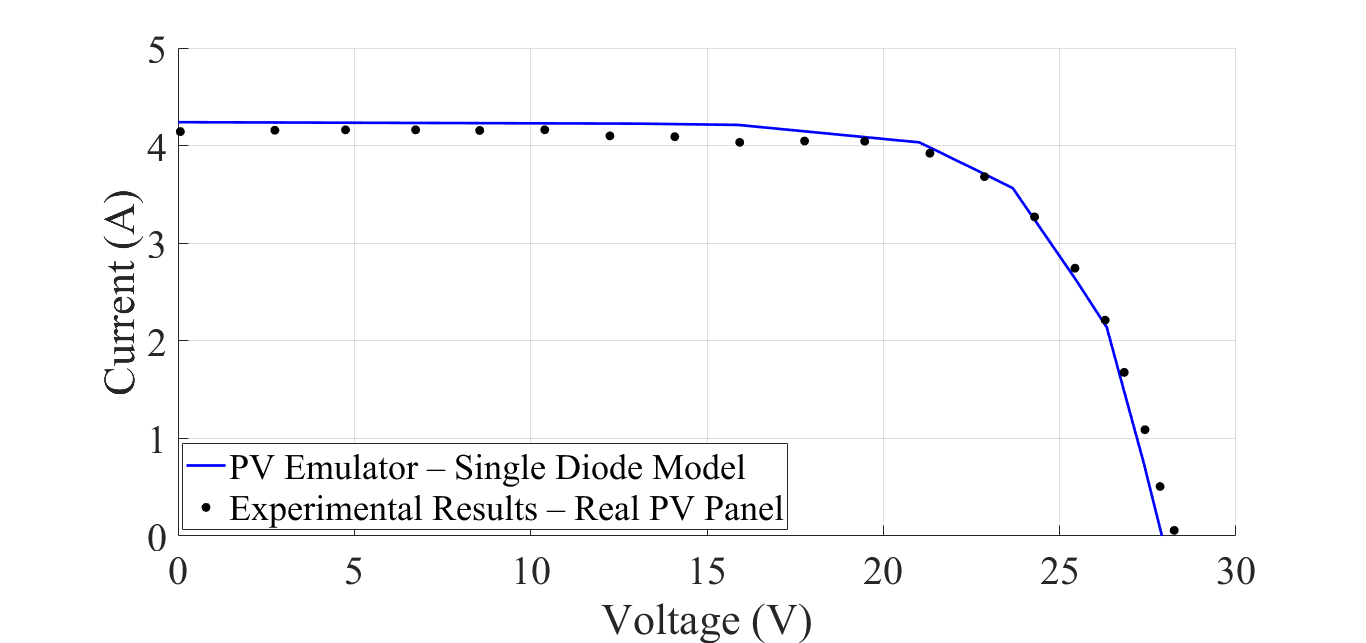 5
4
3
2
1
0
Current (A)
PV Emulator – Single Diode Model
Experimental Results – Real PV Panel
0 5 10 15 20 25 30
Voltage (V)